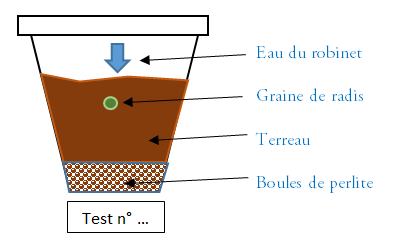 Eau du robinet
Graine de radis
Terreau
Boules de perlite
Test n° ...